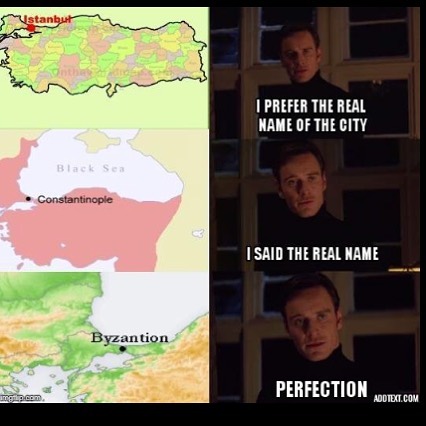 Istanbul
I PREFER THE REAL
NAME OF THE CITY
Black Sea
Constantinople
I SAID THE REAL NAME
Byzantion
PERFECTION
imgflip.com
ADDTEXT.COM